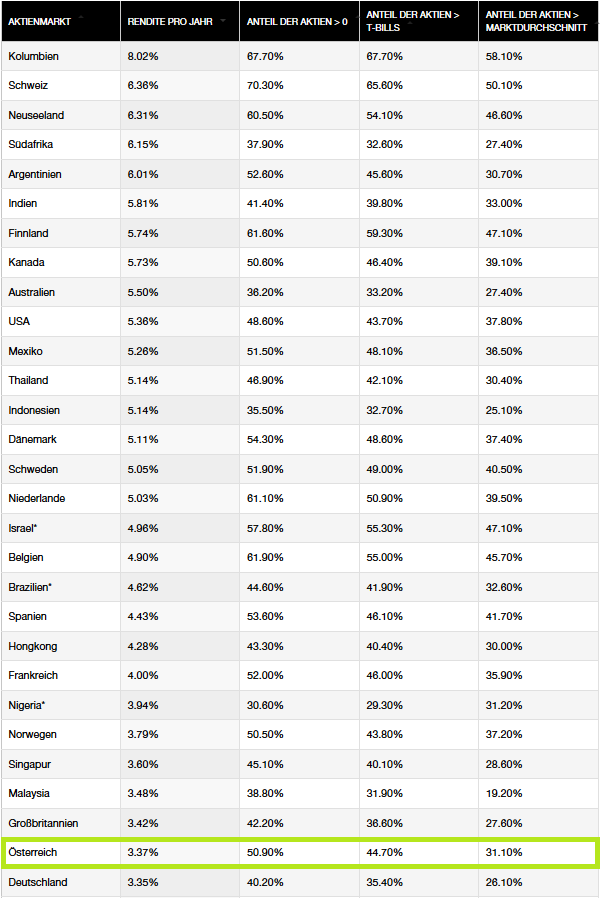 AKTIENMARKT RENDITE PRO JAHR ANTEIL DER AKTIEN > 0 ANTEIL DER AKTIEN > T-BILLS ANTEIL DER AKTIEN > MARKTDURCHSCHNITT
Kolumbien 8.02% 67.70% 67.70% 58.10%
Schweiz 6.36% 70.30% 65.60% 50.10%
Neuseeland 6.31% 60.50% 54.10% 46.60%
Südafrika 6.15% 37.90% 32.60% 27.40%
Argentinien 6.01% 52.60% 45.60% 30.70%
Indien 5.81% 41.40% 39.80% 33.00%
Finnland 5.74% 61.60% 59.30% 47.10%
Kanada 5.73% 50.60% 46.40% 39.10%
Australien 5.50% 36.20% 33.20% 27.40%
USA 5.36% 48.60% 43.70% 37.80%
Mexiko 5.26% 51.50% 48.10% 36.50%
Thailand 5.14% 46.90% 42.10% 30.40%
Indonesien 5.14% 35.50% 32.70% 25.10%
Dänemark 5.11% 54.30% 48.60% 37.40%
Schweden 5.05% 51.90% 49.00% 40.50%
Niederlande 5.03% 61.10% 50.90% 39.50%
Israel* 4.96% 57.80% 55.30% 47.10%
Belgien 4.90% 61.90% 55.00% 45.70%
Brazilien* 4.62% 44.60% 41.90% 32.60%
Spanien 4.43% 53.60% 46.10% 41.70%
Hongkong 4.28% 43.30% 40.40% 30.00%
Frankreich 4.00% 52.00% 46.00% 35.90%
Nigeria* 3.94% 30.60% 29.30% 31.20%
Norwegen 3.79% 50.50% 43.80% 37.20%
Singapur 3.60% 45.10% 40.10% 28.60%
Malaysia 3.48% 38.80% 31.90% 19.20%
Großbritannien 3.42% 42.20% 36.60% 27.60%
Österreich 3.37% 50.90% 44.70% 31.10%
Deutschland 3.35% 40.20% 35.40% 26.10%